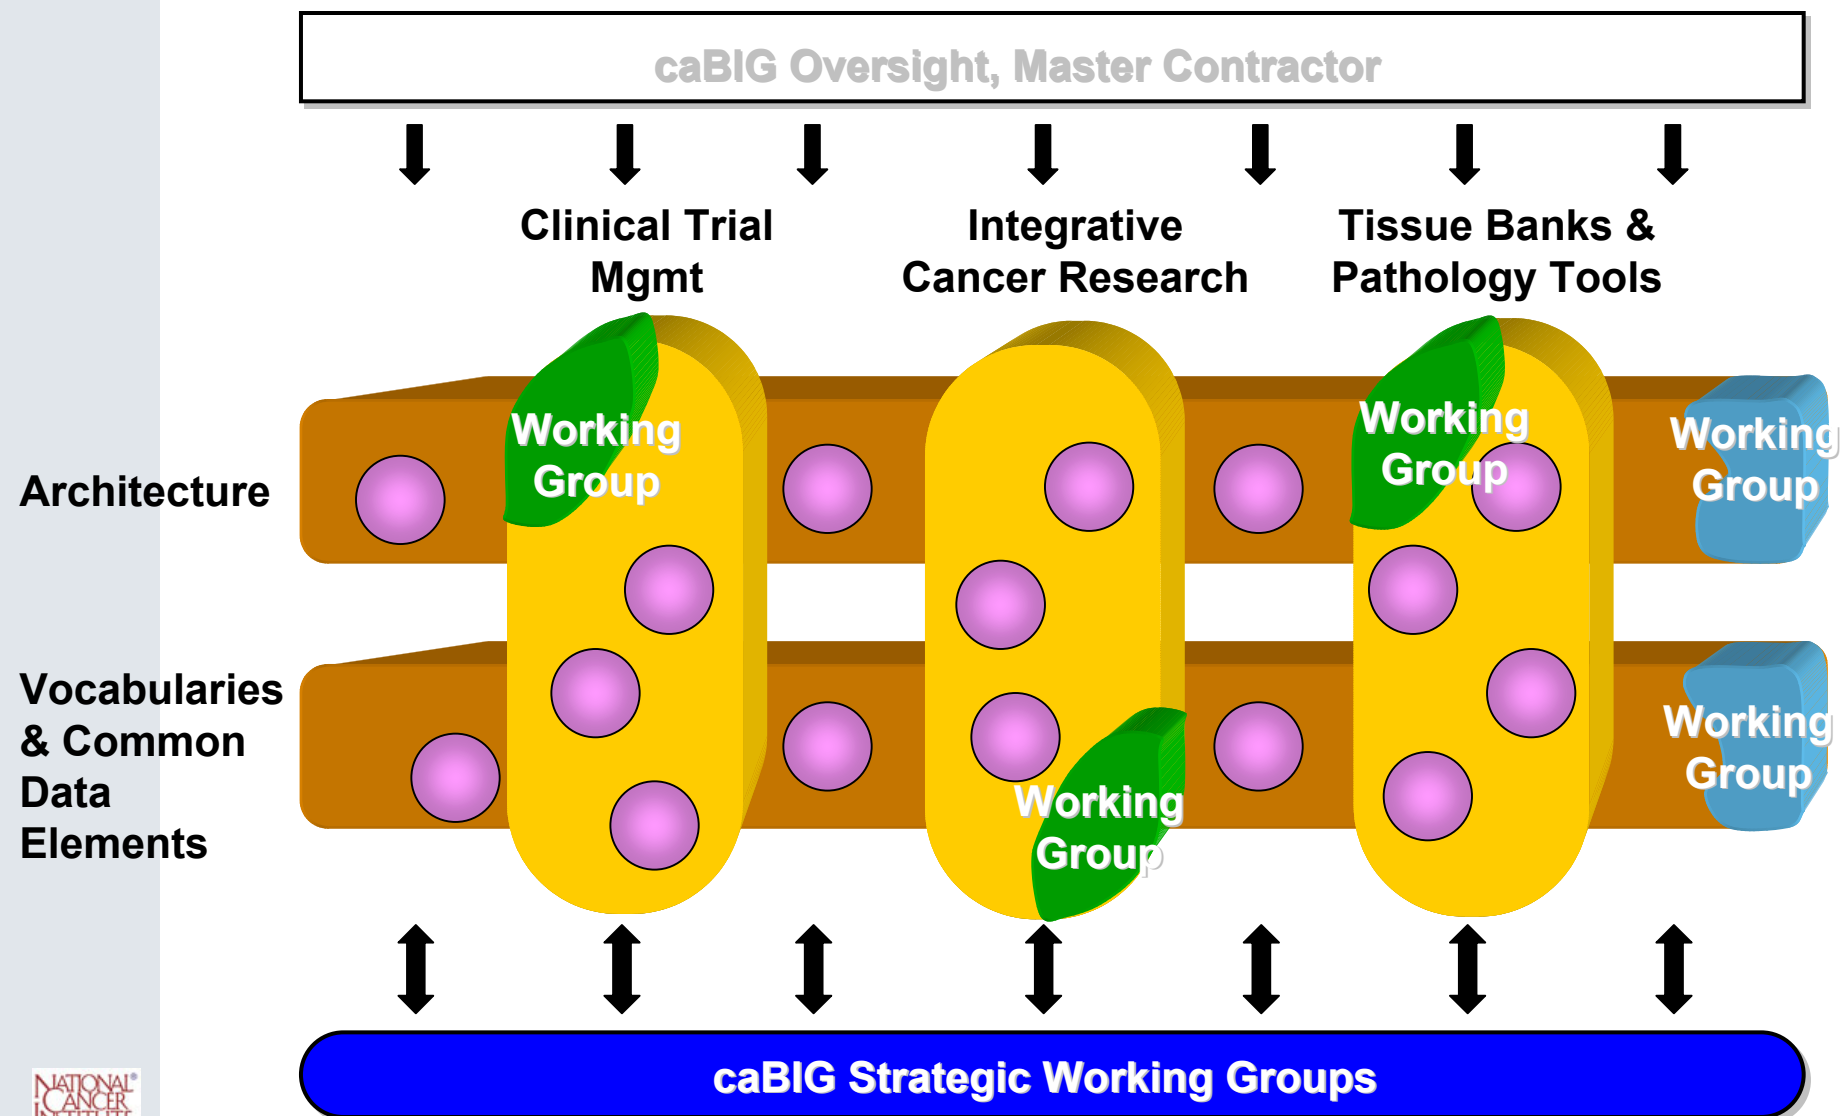 caBIG Oversight, Master Contractor
Clinical Trial
Mgmt
Integrative
Cancer Research
Tissue Banks &
Pathology Tools
Architecture
Working
Group
Working
Group
Working
Group
Vocabularies
& Common
Data
Elements
Working
Group
Working
Group
caBIG Strategic Working Groups
NATIONAL®
CANCER
INSTITUTE